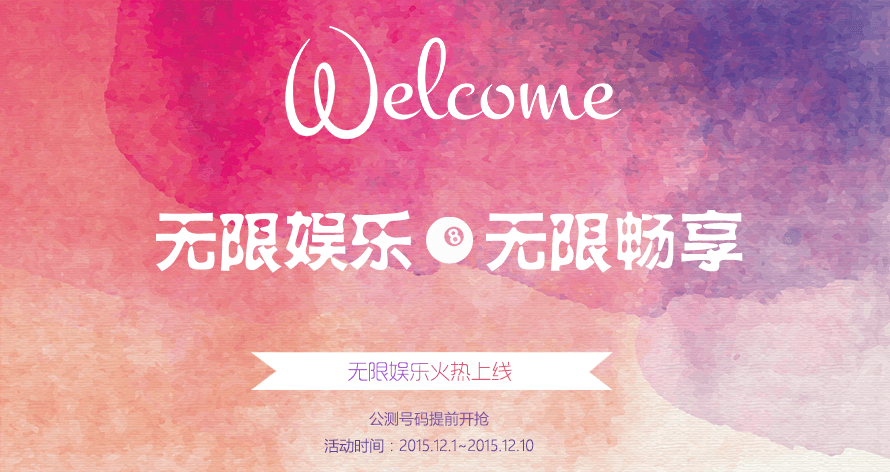 Welcome
无限娱乐 8 无限畅享
无限娱乐火热上线
公测号码提前开抢
活动时间：2015.12.1~2015.12.10